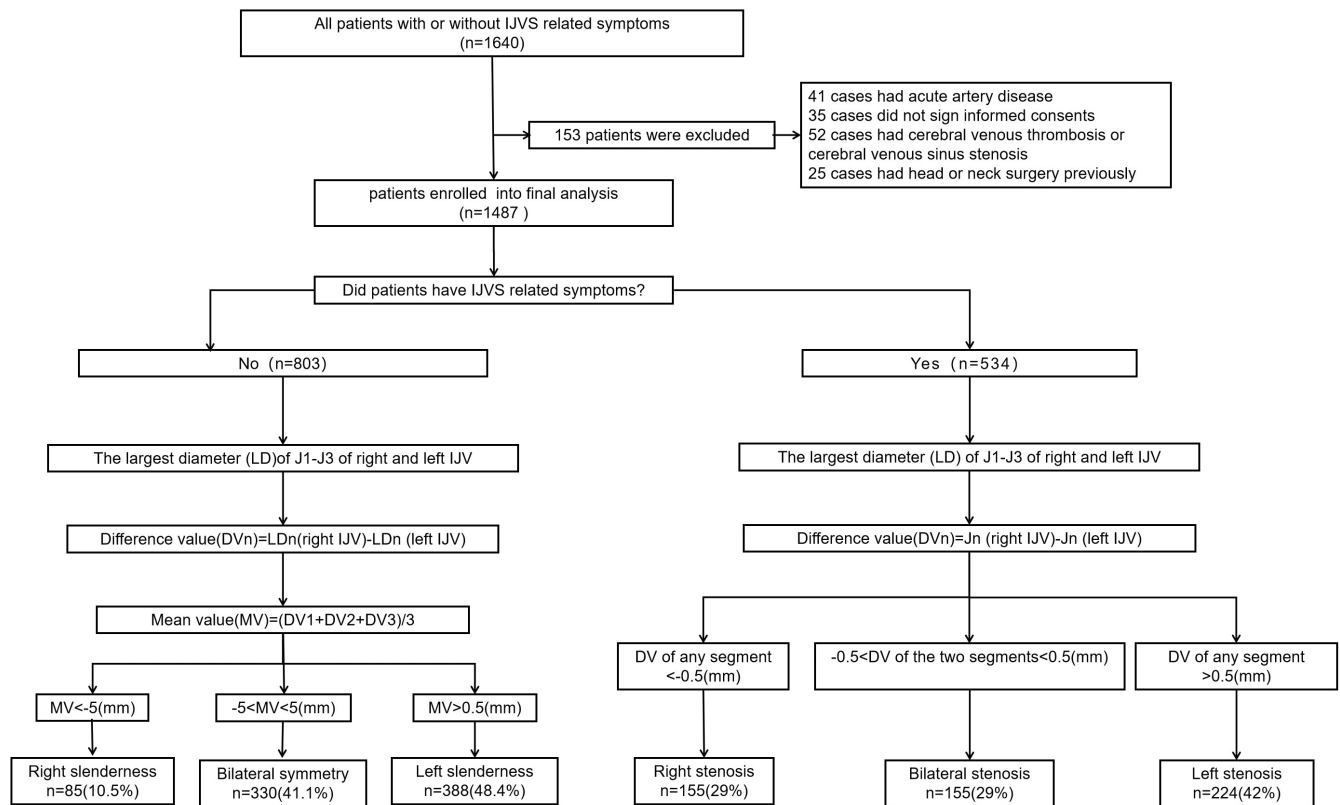 All patients with or without IJVS related symptoms
(n=1640)
41 cases had acute artery disease
35 cases did not sign informed consents
52 cases had cerebral venous thrombosis or
cerebral venous sinus stenosis
25 cases had head or neck surgery previously
153 patients were excluded
patients enrolled into final analysis
(n=1487 )
Did patients have IJVS related symptoms?
No (n=803)
Yes (n=534)
The largest diameter (LD)of J1-J3 of right and left IJV
The largest diameter (LD) of J1-J3 of right and left IJV
Difference value(DVn)=LDn(right IJV)-LDn (left IJV)
Difference value(DVn)=Jn (right IJV)-Jn (left IJV)
Mean value(MV)=(DV1+DV2+DV3)/3
DV of any segment
<-0.5(mm)
-0.5<DV of the two segments<0.5(mm)
DV of any segment
>0.5(mm)
MV<-5(mm)
-5<MV<5(mm)
MV>0.5(mm)
Right slenderness
n=85(10.5%)
Bilateral symmetry
n=330(41.1%)
Left slenderness
n=388(48.4%)
Right stenosis
n=155(29%)
Bilateral stenosis
n=155(29%)
Left stenosis
n=224(42%)